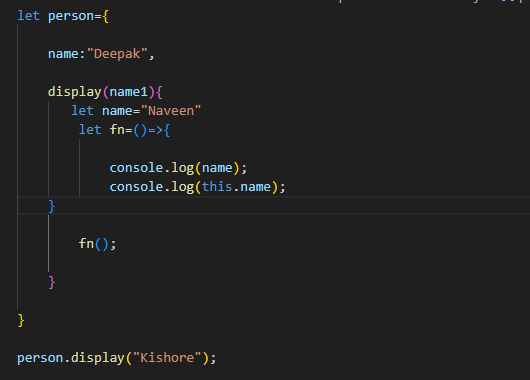 let person={
name:"Deepak",
display(name1){
let name="Naveen"
let fn=()=>{
console.log(name);
console.log(this.name);
}
fn();
}
}
person.display("Kishore");